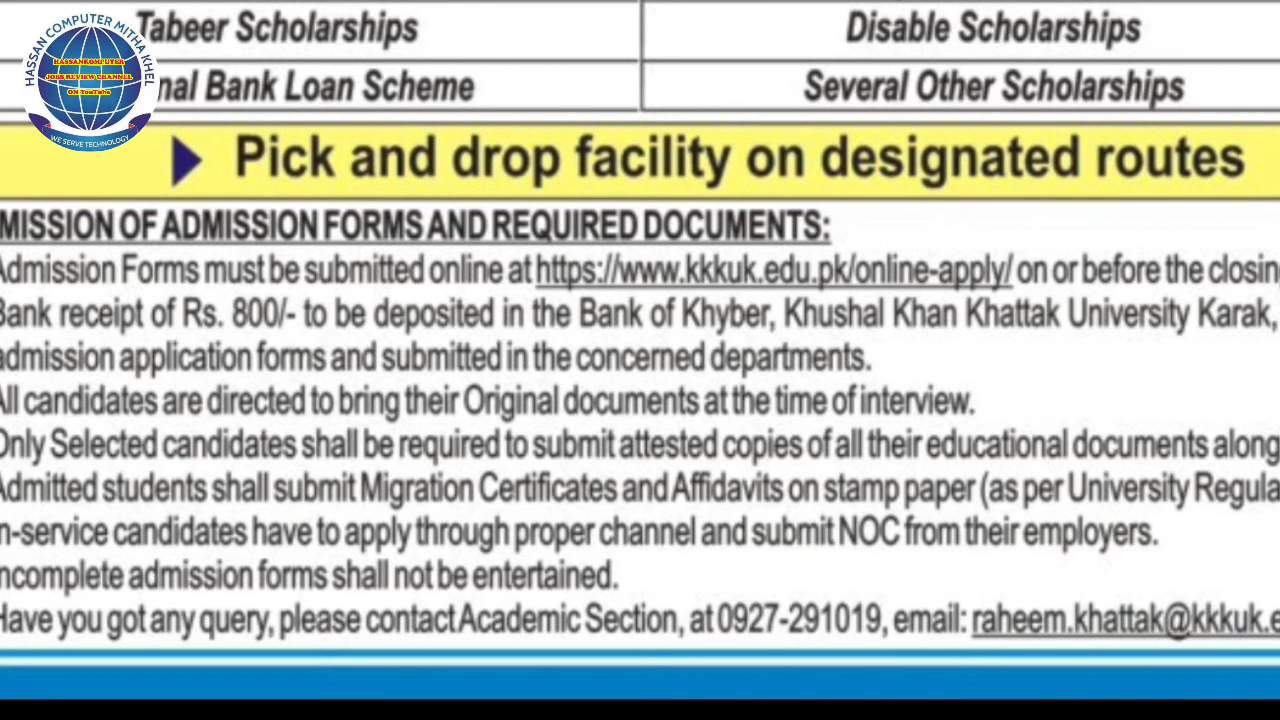 Tabeer Scholarships
Disable Scholarships
nal Bank Loan Scheme
Several Other Scholarships
HASSAN COMPUTER MITHA KHEL
HASSANKOMPUTER
JOBS REVIEW CHANNEL
ON YouTube
WE SERVE TECHNOLOGY
Pick and drop facility on designated routes
MISSION OF ADMISSION FORMS AND REQUIRED DOCUMENTS:
Admission Forms must be submitted online at https://www.kkkuk.edu.pk/online-apply/ on or before the closin
Bank receipt of Rs. 800/- to be deposited in the Bank of Khyber, Khushal Khan Khattak University Karak,
admission application forms and submitted in the concerned departments.
All candidates are directed to bring their Original documents at the time of interview.
Only Selected candidates shall be required to submit attested copies of all their educational documents along
Admitted students shall submit Migration Certificates and Affidavits on stamp paper (as per University Regula
n-service candidates have to apply through proper channel and submit NOC from their employers.
ncomplete admission forms shall not be entertained.
Have you got any query, please contact Academic Section, at 0927-291019, email: raheem.khattak@kkkuk.e